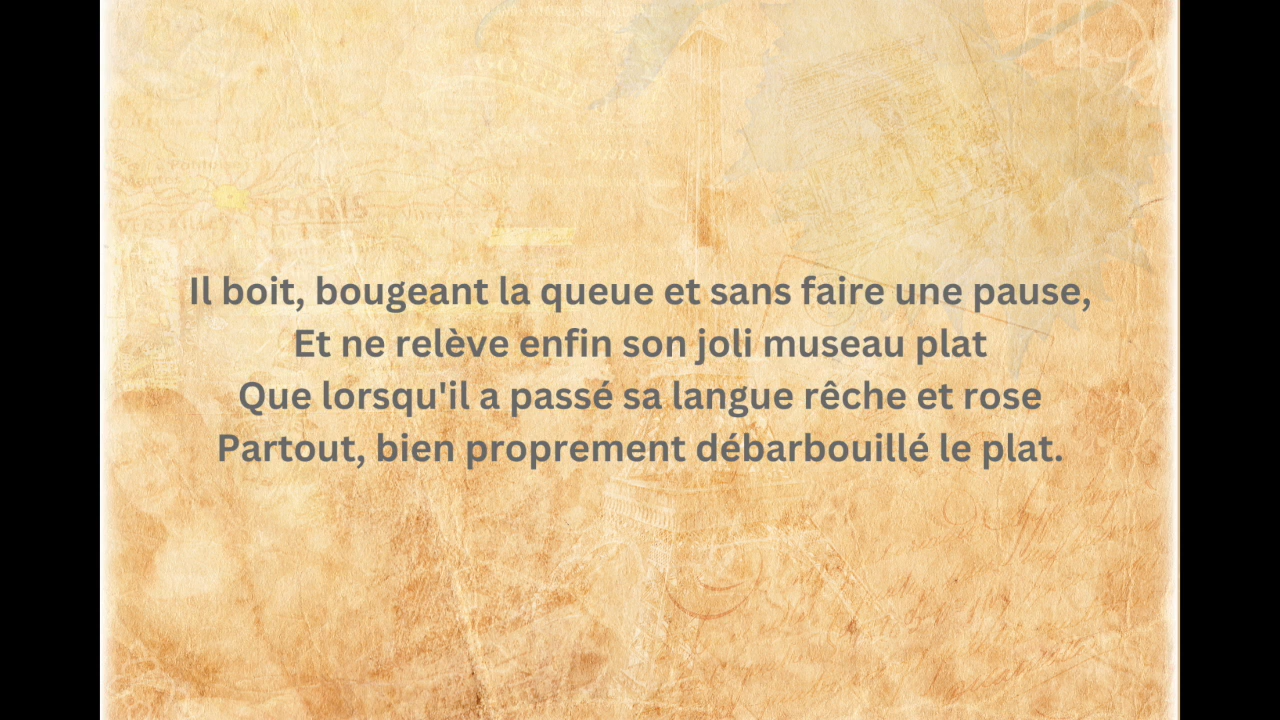 PARIS
Il boit, bougeant la queue et sans faire une pause,
Et ne relève enfin son joli museau plat
Que lorsqu'il a passé sa langue rêche et rose
Partout, bien proprement débarbouillé le plat.